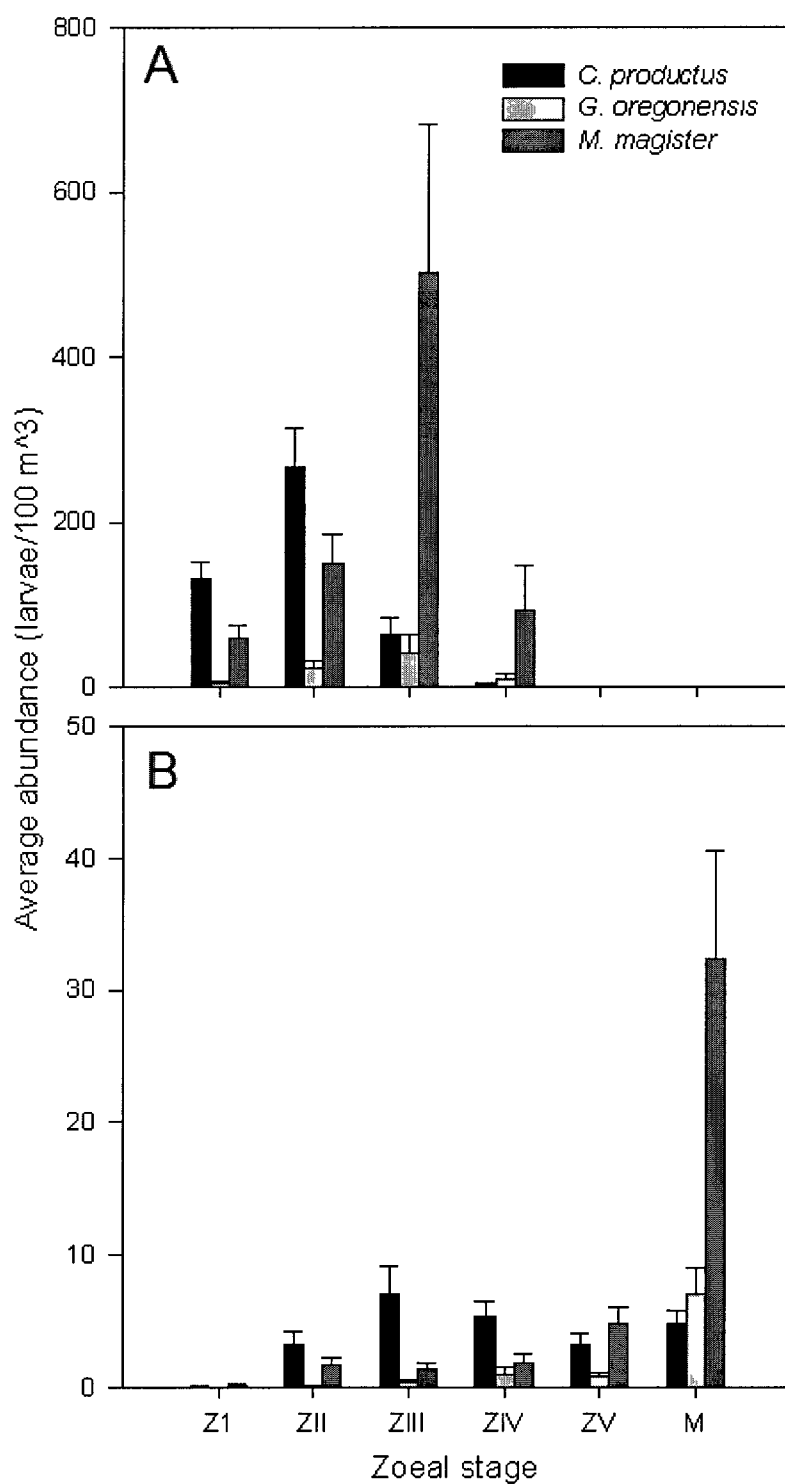 800
A
C. productus
G. oregonensis
M. magister
600
400
200
0
Average abundance (larvae/100 m^3)
50
B
40
30
20
10
0
Z1 ZII ZIII ZIV ZV M
Zoeal stage